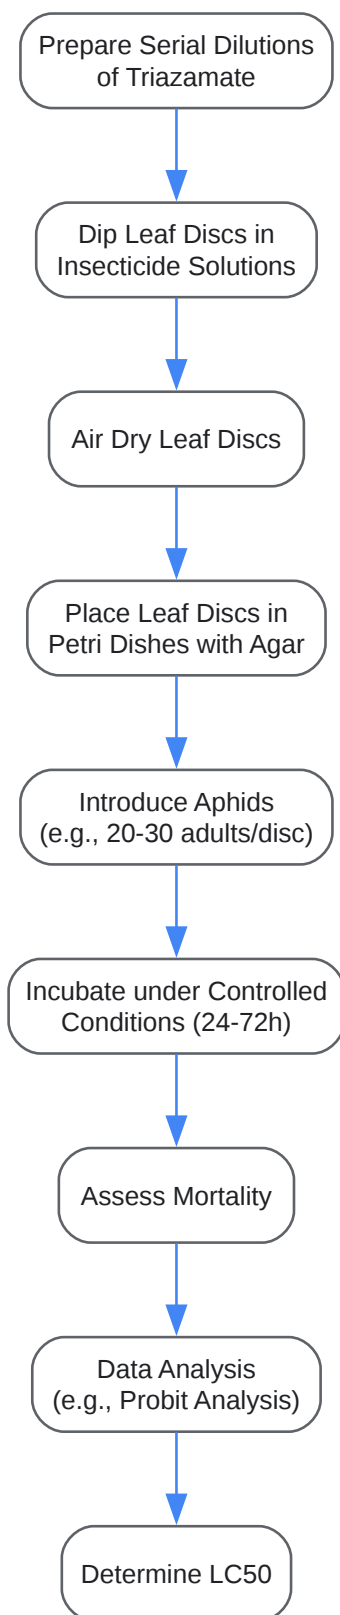 Prepare Serial Dilutions
of Triazamate
Dip Leaf Discs in
Insecticide Solutions
Air Dry Leaf Discs
Place Leaf Discs in
Petri Dishes with Agar
Introduce Aphids
(e.g., 20-30 adults/disc)
Incubate under Controlled
Conditions (24-72h)
Assess Mortality
Data Analysis
(e.g., Probit Analysis)
Determine LC50